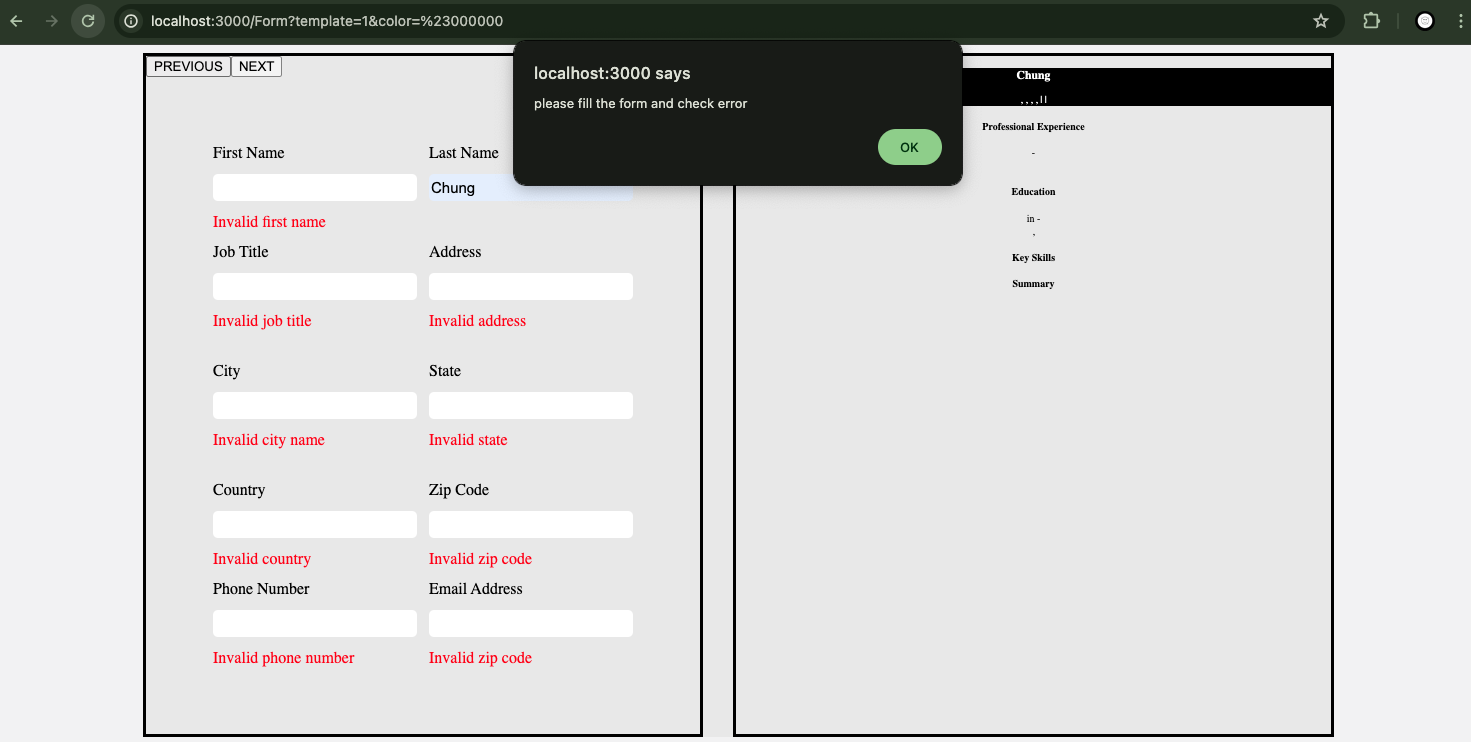 localhost:3000/Form?template=1&color=%23000000
localhost:3000 says
please fill the form and check error
OK
PREVIOUS NEXT
First Name Last Name
Chung
Invalid first name
Job Title Address
Invalid job title Invalid address
City State
Invalid city name Invalid state
Country Zip Code
Invalid country Invalid zip code
Phone Number Email Address
Invalid phone number Invalid zip code
Chung
, , , , | |
Professional Experience
-
Education
in -
,
Key Skills
Summary